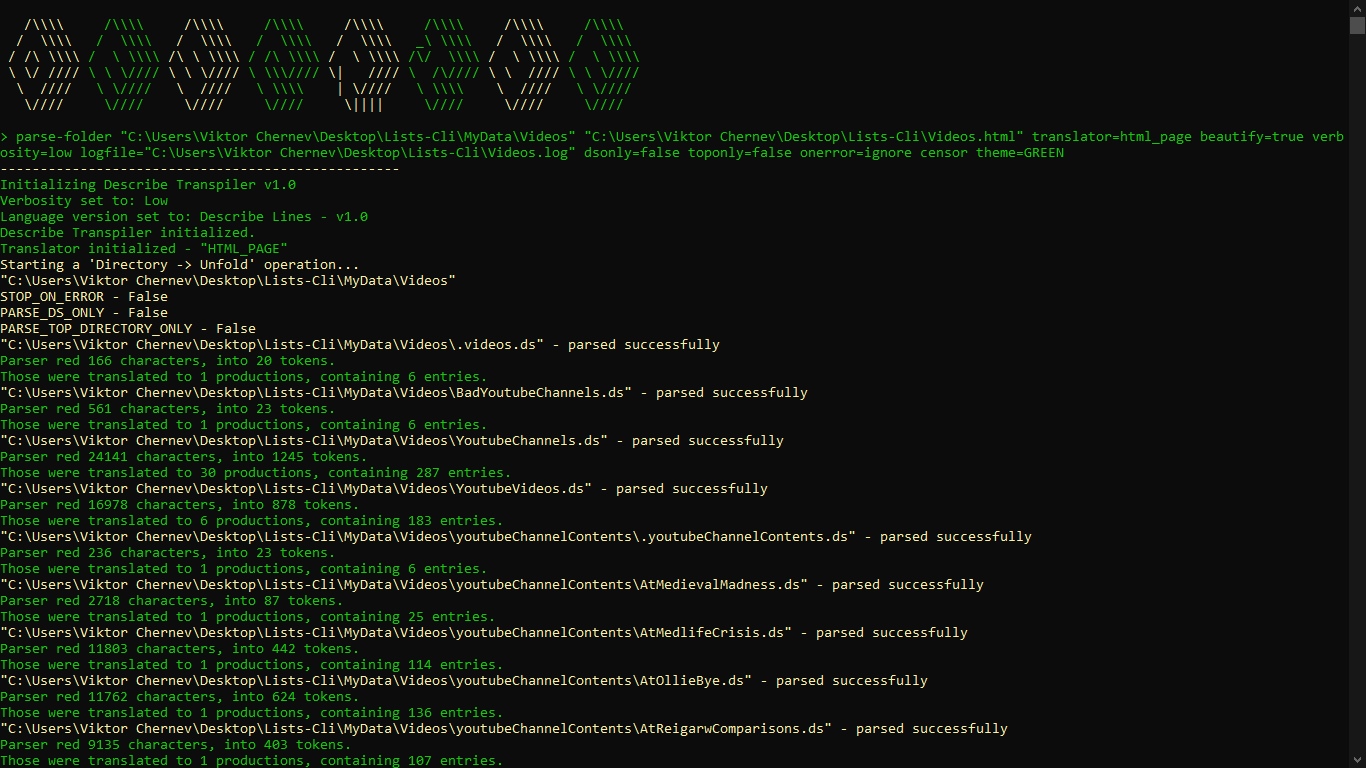 > parse-folder "C:\Users\Viktor Chernev\Desktop\Lists-Cli\MyData\Videos" "C:\Users\Viktor Chernev\Desktop\Lists-Cli\Videos.html" translator=html_page beautify=true verb
osity=low logfile="C:\Users\Viktor Chernev\Desktop\Lists-Cli\Videos.log" dsonly=false toponly=false onerror=ignore censor theme=GREEN
--------------------------------------------------
Initializing Describe Transpiler v1.0
Verbosity set to: Low
Language version set to: Describe Lines - v1.0
Describe Transpiler initialized.
Translator initialized - "HTML_PAGE"
Starting a 'Directory -> Unfold' operation...
"C:\Users\Viktor Chernev\Desktop\Lists-Cli\MyData\Videos"
STOP_ON_ERROR - False
PARSE_DS_ONLY - False
PARSE_TOP_DIRECTORY_ONLY - False
"C:\Users\Viktor Chernev\Desktop\Lists-Cli\MyData\Videos\.videos.ds" - parsed successfully
Parser red 166 characters, into 20 tokens.
Those were translated to 1 productions, containing 6 entries.
"C:\Users\Viktor Chernev\Desktop\Lists-Cli\MyData\Videos\BadYoutubeChannels.ds" - parsed successfully
Parser red 561 characters, into 23 tokens.
Those were translated to 1 productions, containing 6 entries.
"C:\Users\Viktor Chernev\Desktop\Lists-Cli\MyData\Videos\YoutubeChannels.ds" - parsed successfully
Parser red 24141 characters, into 1245 tokens.
Those were translated to 30 productions, containing 287 entries.
"C:\Users\Viktor Chernev\Desktop\Lists-Cli\MyData\Videos\YoutubeVideos.ds" - parsed successfully
Parser red 16978 characters, into 878 tokens.
Those were translated to 6 productions, containing 183 entries.
"C:\Users\Viktor Chernev\Desktop\Lists-Cli\MyData\Videos\youtubeChannelContents\.youtubeChannelContents.ds" - parsed successfully
Parser red 236 characters, into 23 tokens.
Those were translated to 1 productions, containing 6 entries.
"C:\Users\Viktor Chernev\Desktop\Lists-Cli\MyData\Videos\youtubeChannelContents\AtMedievalMadness.ds" - parsed successfully
Parser red 2718 characters, into 87 tokens.
Those were translated to 1 productions, containing 25 entries.
"C:\Users\Viktor Chernev\Desktop\Lists-Cli\MyData\Videos\youtubeChannelContents\AtMedlifeCrisis.ds" - parsed successfully
Parser red 11803 characters, into 442 tokens.
Those were translated to 1 productions, containing 114 entries.
"C:\Users\Viktor Chernev\Desktop\Lists-Cli\MyData\Videos\youtubeChannelContents\AtOllieBye.ds" - parsed successfully
Parser red 11762 characters, into 624 tokens.
Those were translated to 1 productions, containing 136 entries.
"C:\Users\Viktor Chernev\Desktop\Lists-Cli\MyData\Videos\youtubeChannelContents\AtReigarwComparisons.ds" - parsed successfully
Parser red 9135 characters, into 403 tokens.
Those were translated to 1 productions, containing 107 entries.